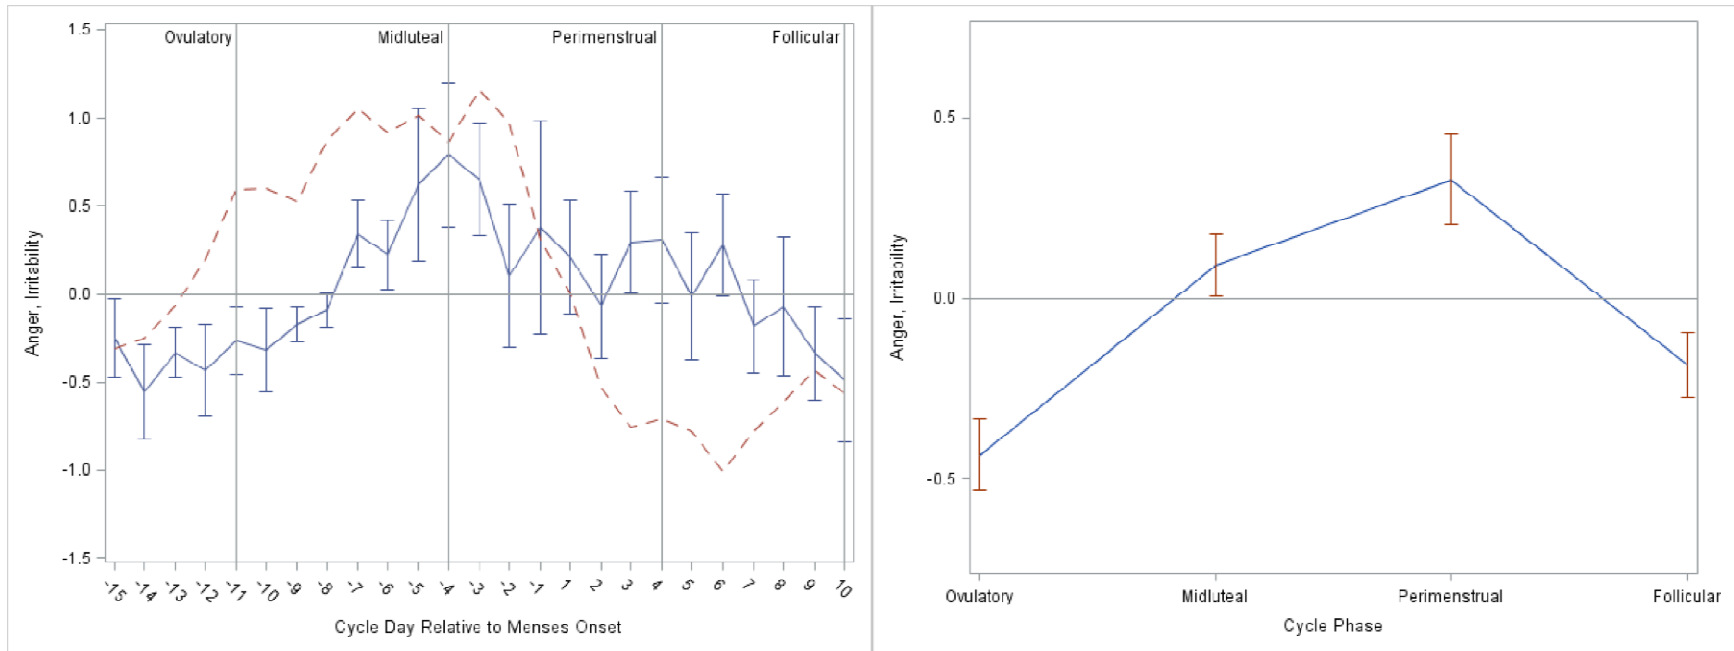 1.5
Ovulatory
Midluteal
Perimenstrual
Follicular
1.0
0.5
0.0
-0.5
-1.0
-1.5
Anger, Irritability
-15 -14 -13 -12 -11 -10 -9 -8 -7 -6 -5 -4 -3 -2 -1 1 2 3 4 5 6 7 8 9 10
Cycle Day Relative to Menses Onset
0.5
0.0
-0.5
Anger, Irritability
Ovulatory
Midluteal
Perimenstrual
Follicular
Cycle Phase